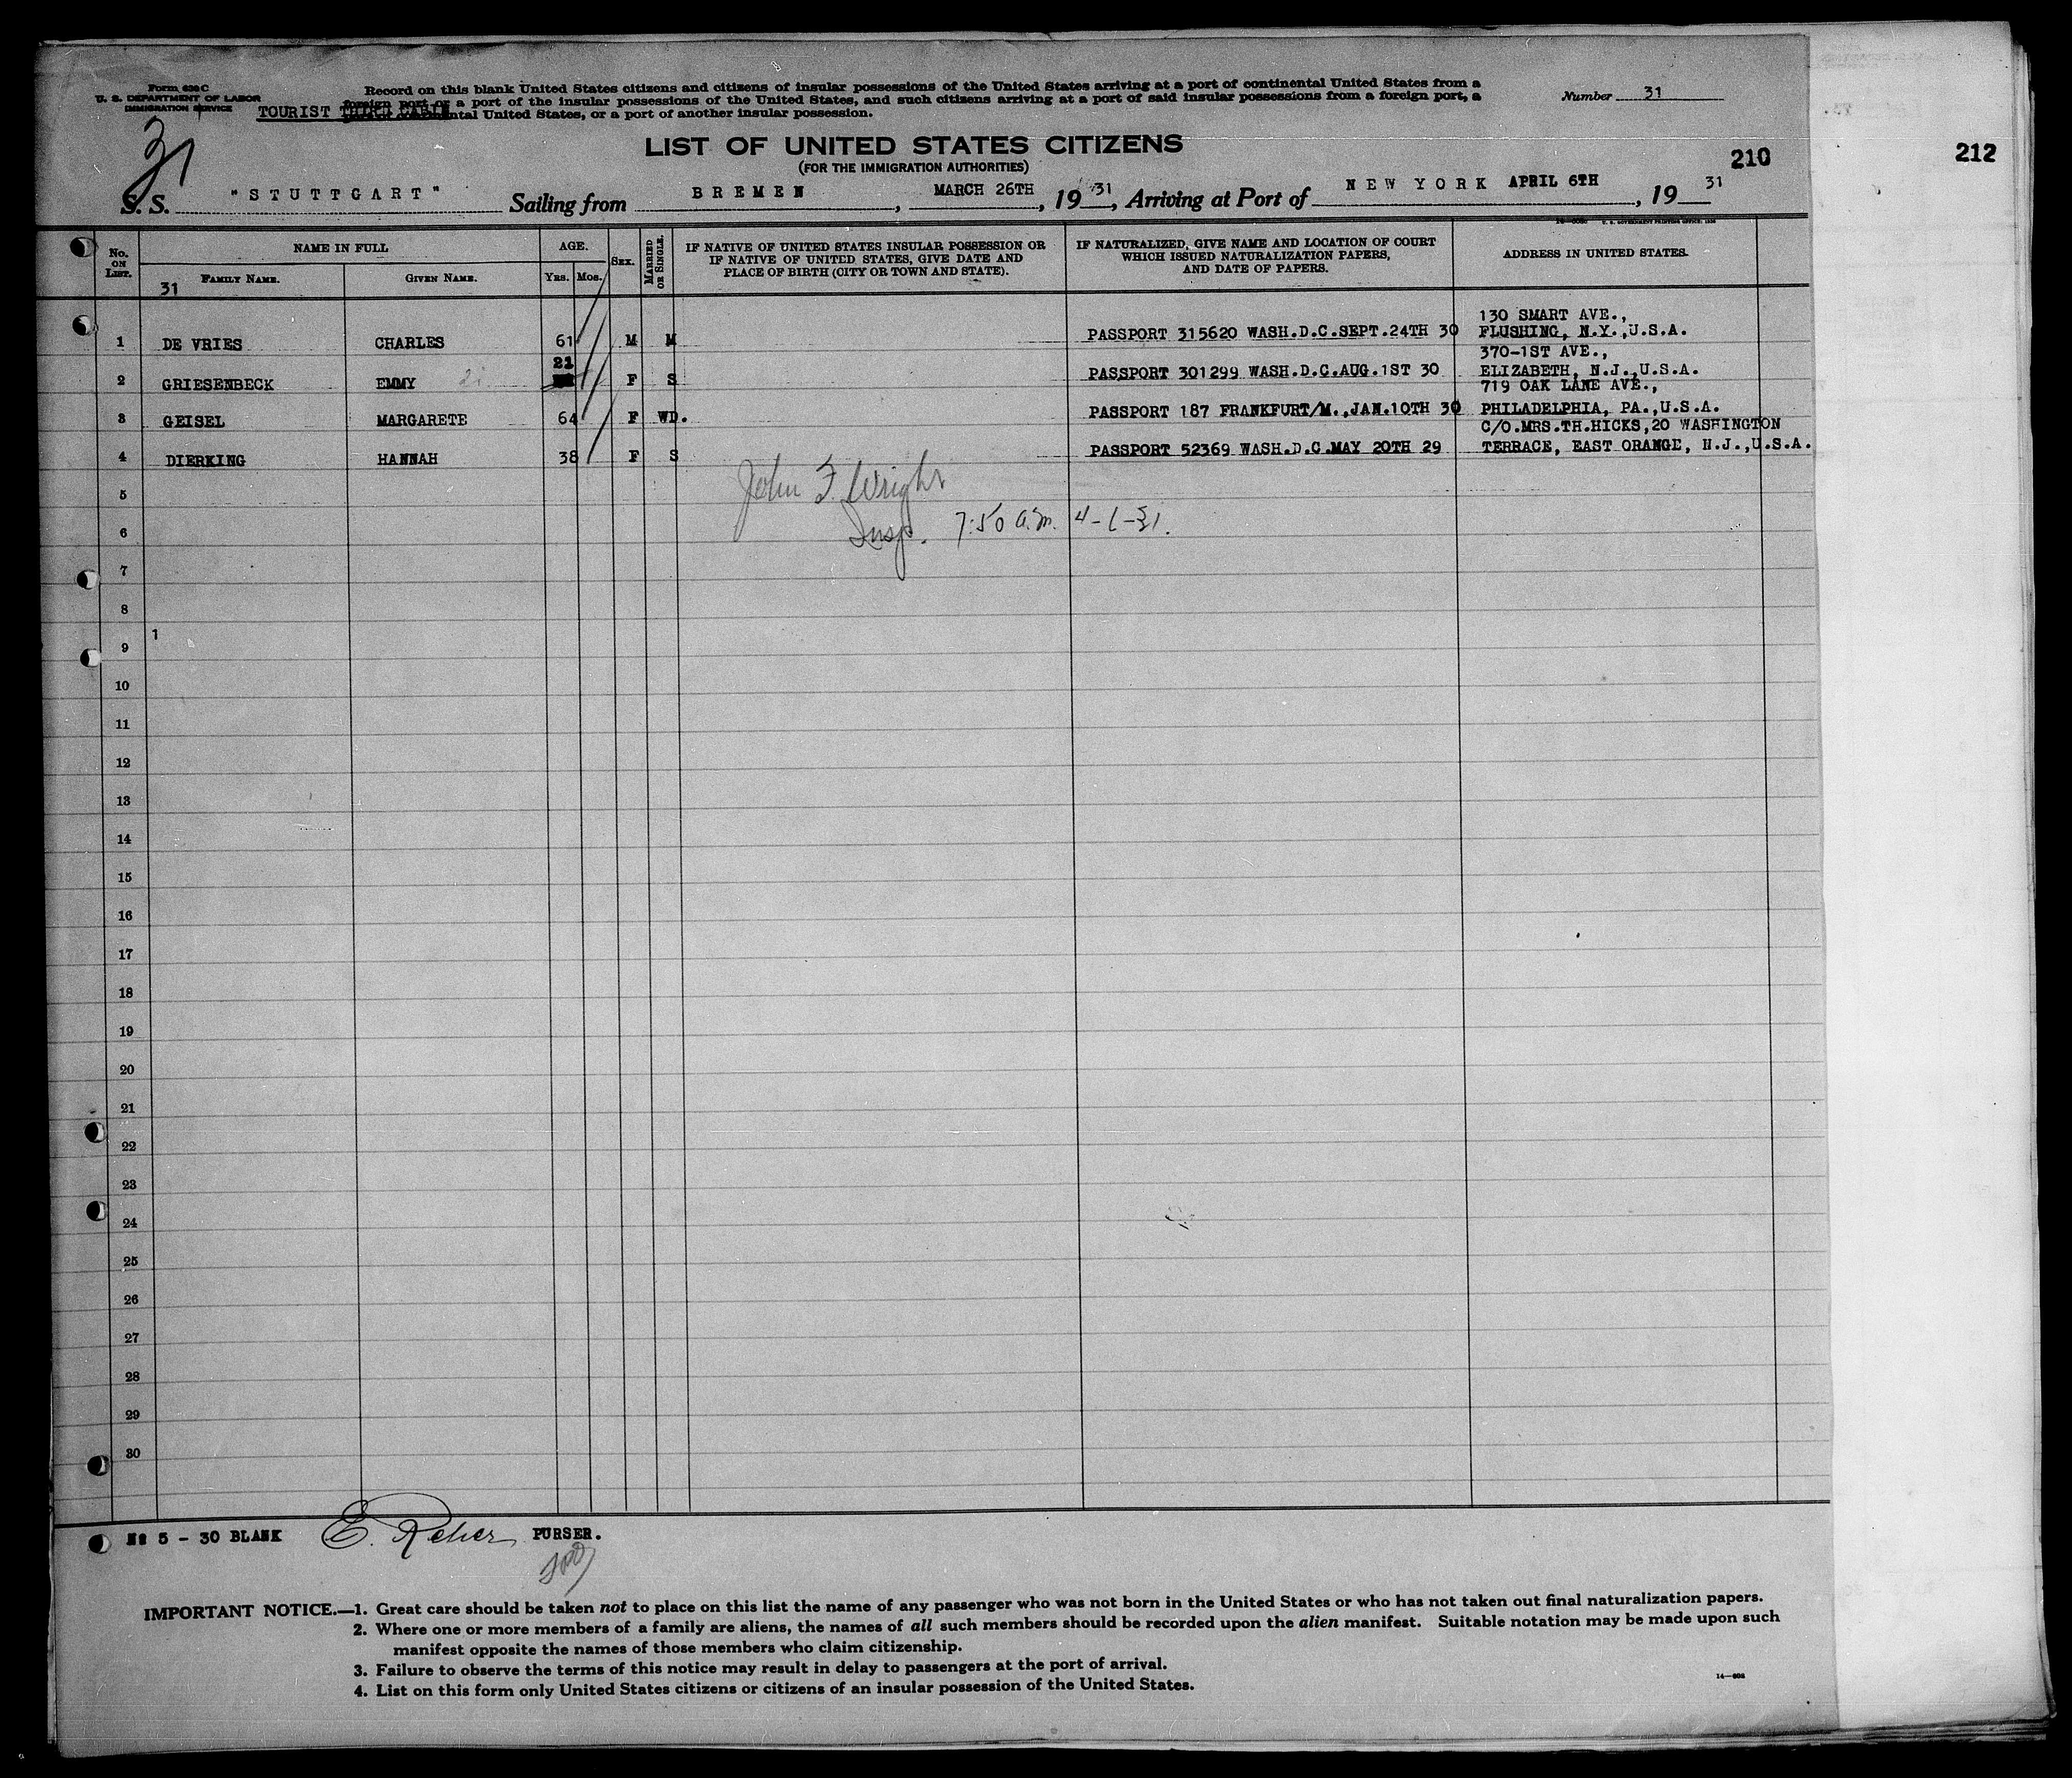 Form 630 C
U. S. DEPARTMENT OF LABOR
IMMIGRATION SERVICE
Record on this blank United States citizens and citizens of insular possessions of the United States arriving at a port of continental United States from a
foreign port or a port of the insular possessions of the United States, and such citizens arriving at a port of said insular possessions from a foreign port, a
TOURIST THIRD CABIN
continental United States, or a port of another insular possession.
Number 31
31
LIST OF UNITED STATES CITIZENS
(FOR THE IMMIGRATION AUTHORITIES)
210
212
S. S. "STUTTGART" Sailing from BREMEN, MARCH 26TH, 1931, Arriving at Port of NEW YORK APRIL 6TH, 1931
No. ON LIST.
NAME IN FULL
FAMILY NAME.
GIVEN NAME.
AGE.
YRS. MOS.
SEX.
MARRIED OR SINGLE.
IF NATIVE OF UNITED STATES INSULAR POSSESSION OR
IF NATIVE OF UNITED STATES, GIVE DATE AND
PLACE OF BIRTH (CITY OR TOWN AND STATE).
IF NATURALIZED, GIVE NAME AND LOCATION OF COURT
WHICH ISSUED NATURALIZATION PAPERS,
AND DATE OF PAPERS.
ADDRESS IN UNITED STATES.
31
130 SMART AVE.,
1 DE VRIES CHARLES 61 M M PASSPORT 315620 WASH.D.C.SEPT.24TH 30 FLUSHING, N.Y.,U.S.A.
370-1ST AVE.,
2 GRIESENBECK EMMY 21 21 F S PASSPORT 301299 WASH.D.C.AUG.1ST 30 ELIZABETH, N.J.,U.S.A.
719 OAK LANE AVE.,
3 GEISEL MARGARETE 64 F WD. PASSPORT 187 FRANKFURT/M.,JAN.10TH 30 PHILADELPHIA, PA.,U.S.A.
C/O.MRS.TH.HICKS,20 WASHINGTON
4 DIERKING HANNAH 38 F S PASSPORT 52369 WASH.D.C.MAY 20TH 29 TERRACE, EAST ORANGE, N.J.,U.S.A.
John F. Wright
5
Insp. 7:50 a.m. 4-6-31.
6
7
8
1
9
10
11
12
13
14
15
16
17
18
19
20
21
22
23
24
25
26
27
28
29
30
No 5 - 30 BLANK E. Reher PURSER.
IMPORTANT NOTICE.—1. Great care should be taken not to place on this list the name of any passenger who was not born in the United States or who has not taken out final naturalization papers.
2. Where one or more members of a family are aliens, the names of all such members should be recorded upon the alien manifest. Suitable notation may be made upon such
manifest opposite the names of those members who claim citizenship.
3. Failure to observe the terms of this notice may result in delay to passengers at the port of arrival.
4. List on this form only United States citizens or citizens of an insular possession of the United States.